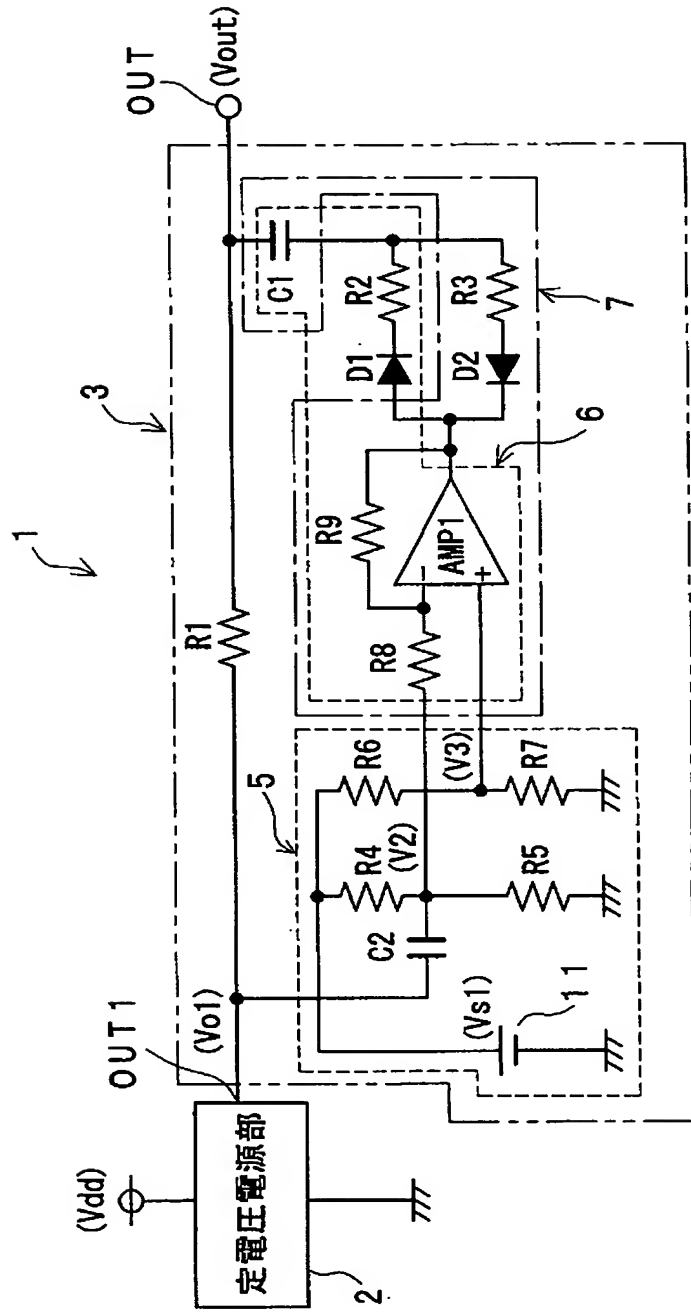 1
3
OUT
(Vout)
(Vdd)
OUT1
(Vo1)
R1
定電圧電源部
2
5
C1
R2
R3
D1
D2
7
6
R9
AMP1
−
+
R8
R6
(V3)
R7
R4
(V2)
R5
C2
(Vs1)
11